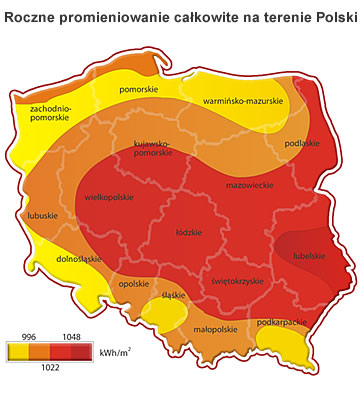 Roczne promieniowanie całkowite na terenie Polski
pomorskie
warmińsko-mazurskie
zachodnio-
pomorskie
kujawsko-
pomorskie
podlaskie
mazowieckie
wielkopolskie
lubuskie
łódzkie
lubelskie
dolnośląskie
opolskie
śląskie
świętokrzyskie
małopolskie
podkarpackie
996 1048
kWh/m²
1022